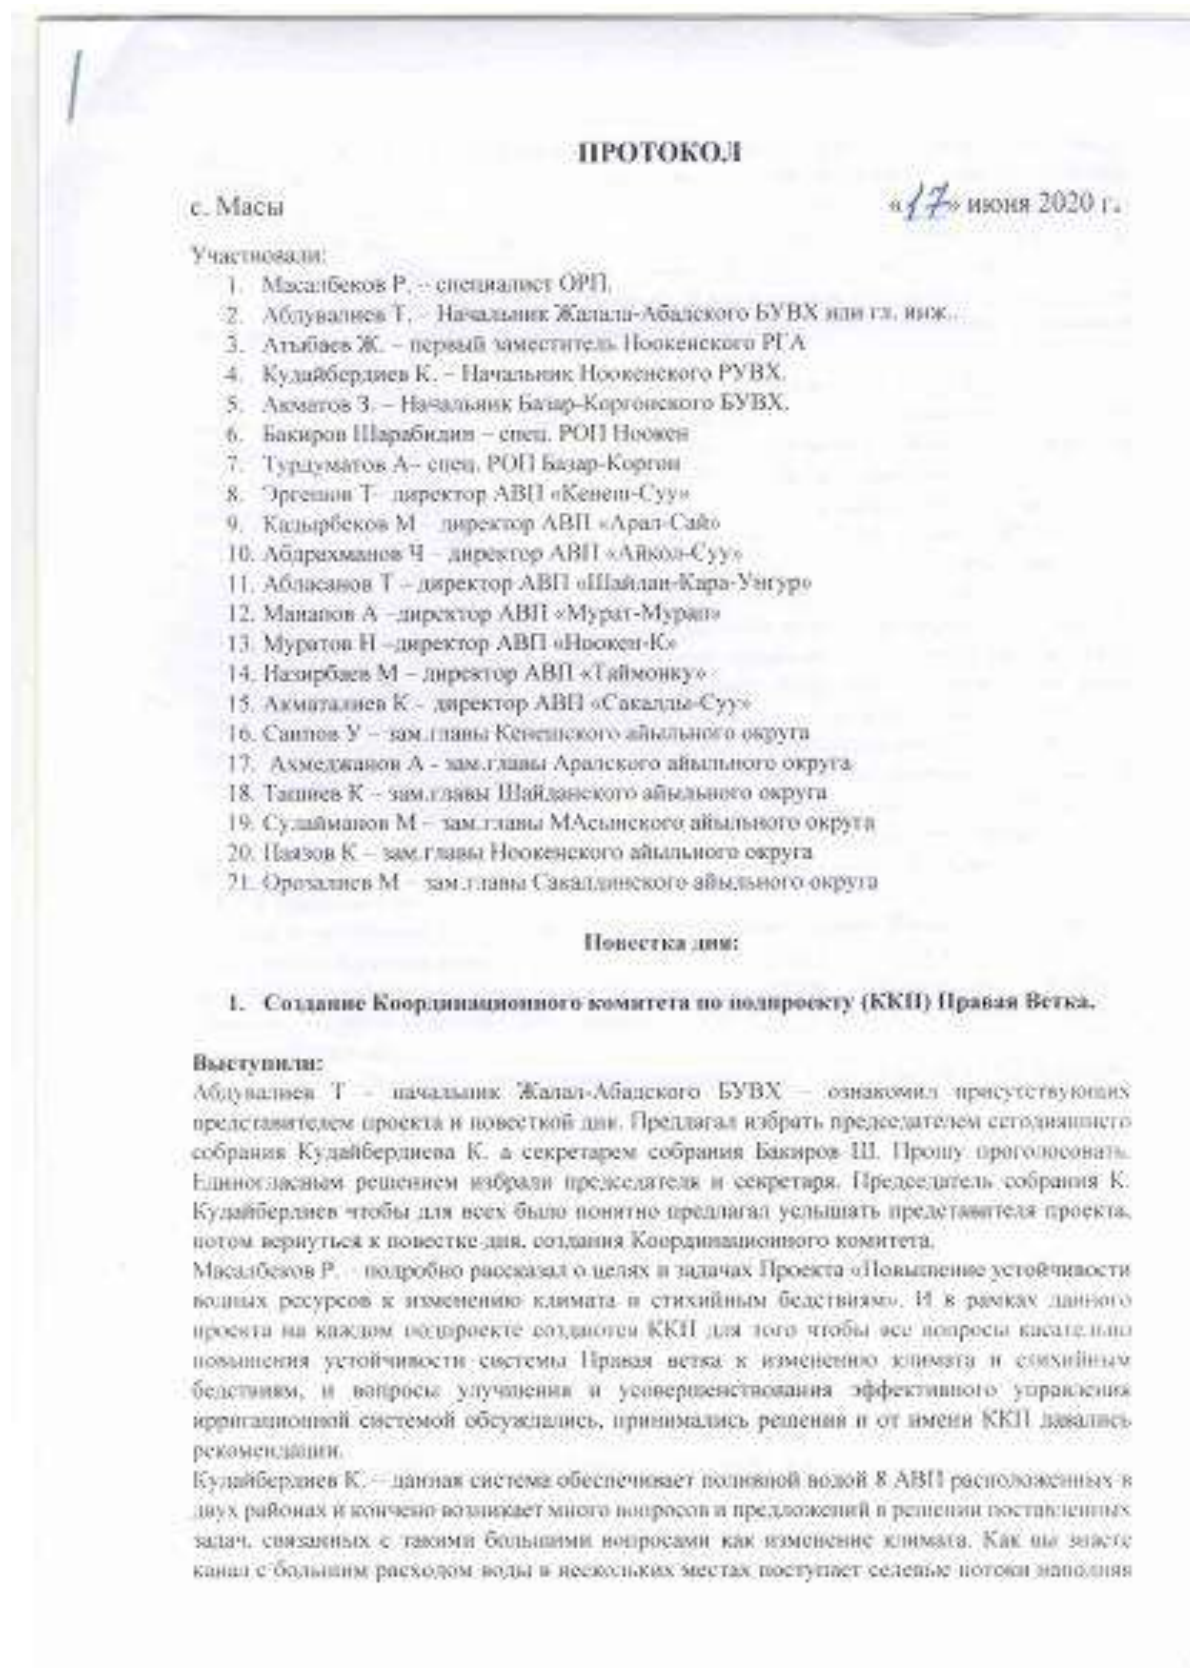 ПРОТОКОЛ
с. Масы «17» июня 2020 г.
Участвовали:
1. Масалбеков Р. – специалист ОРП.
2. Абдувалиев Т. – Начальник Жалала-Абадского БУВХ или гл. инж..
3. Атыбаев Ж. – первый заместитель Ноокенского РГА
4. Кудайбердиев К. – Начальник Ноокенского РУВХ.
5. Акматов З. – Начальник Базар-Коргонского БУВХ.
6. Бакиров Шарабидин – спец. РОП Ноокен
7. Турдуматов А– спец. РОП Базар-Коргон
8. Эргешов Т– директор АВП «Кенеш-Суу»
9. Кадырбеков М – директор АВП «Арал-Сай»
10. Абдрахманов Ч – директор АВП «Айкол-Суу»
11. Абласанов Т – директор АВП «Шайдан-Кара-Унгур»
12. Манапов А –директор АВП «Мурат-Мурап»
13. Муратов Н –директор АВП «Ноокен-К»
14. Назирбаев М – директор АВП «Таймонку»
15. Акматалиев К – директор АВП «Сакалды-Суу»
16. Саипов У – зам.главы Кенешского айыльного округа
17. Ахмеджанов А - зам.главы Аралского айыльного округа
18. Ташиев К – зам.главы Шайданского айыльного округа
19. Сулайманов М – зам.главы МАсынского айыльного округа
20. Паязов К – зам.главы Ноокенского айыльного округа
21. Орозалиев М – зам.главы Сакалдинского айыльного округа
Повестка дня:
1. Создание Координационного комитета по подпроекту (ККП) Правая Ветка.
Выступили:
Абдувалиев Т - начальник Жалал-Абадского БУВХ – ознакомил присутствующих
представителем проекта и повесткой дня. Предлагал избрать председателем сегодняшнего
собрания Кудайбердиева К. а секретарем собрания Бакиров Ш. Прошу проголосовать.
Единогласным решением избрали председателя и секретаря. Председатель собрания К.
Кудайбердиев чтобы для всех было понятно предлагал услышать представителя проекта,
потом вернуться к повестке дня, создания Координационного комитета.
Масалбеков Р. – подробно рассказал о целях и задачах Проекта «Повышение устойчивости
водных ресурсов к изменению климата и стихийным бедствиям». И в рамках данного
проекта на каждом подпроекте создаются ККП для того чтобы все вопросы касательно
повышения устойчивости системы Правая ветка к изменению климата и стихийным
бедствиям, и вопросы улучшения и усовершенствования эффективного управления
ирригационной системой обсуждались, принимались решения и от имени ККП давались
рекомендации.
Кудайбердиев К. – данная система обеспечивает поливной водой 8 АВП расположенных в
двух районах и кончено возникает много вопросов и предложений в решении поставленных
задач, связанных с такими большими вопросами как изменение климата. Как вы знаете
канал с большим расходом воды в нескольких местах поступает селевые потоки наполняя